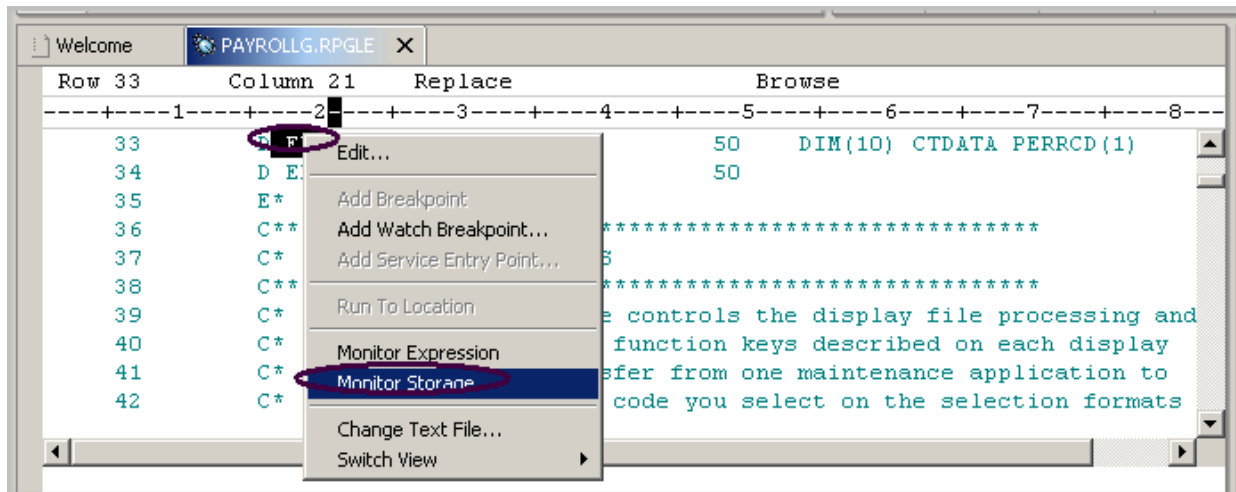 Welcome PAYROLLG.RPGLE
Row 33 Column 21 Replace Browse
----+----1----+----2----+----3----+----4----+----5----+----6----+----7----+----8---
33 D 50 DIM(10) CTDATA PERRCD(1)
34 D 50
35 E*
36 C** *********************************
37 C* S
38 C** *********************************
39 C* e controls the display file processing and
40 C* function keys described on each display
41 C* sfer from one maintenance application to
42 C* code you select on the selection formats
Edit...
Add Breakpoint
Add Watch Breakpoint...
Add Service Entry Point...
Run To Location
Monitor Expression
Monitor Storage
Change Text File...
Switch View